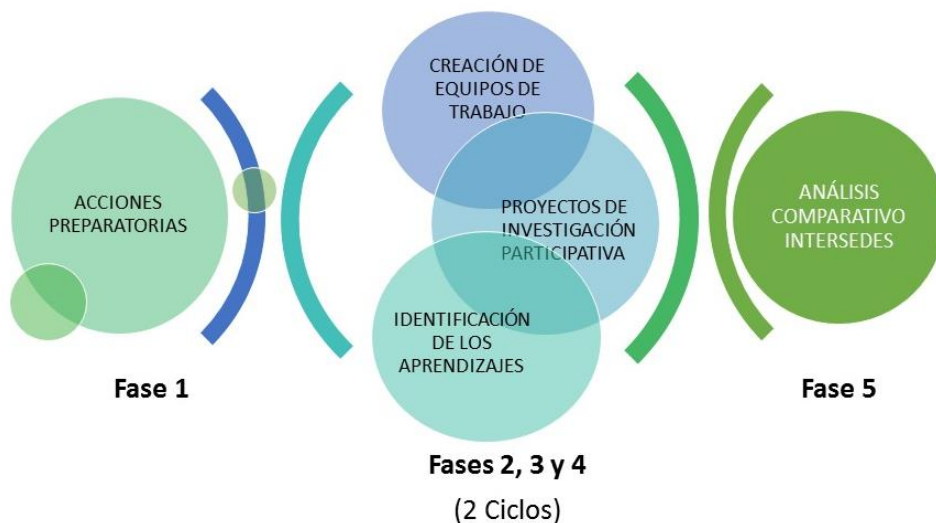 ACCIONES
PREPARATORIAS
Fase 1
CREACIÓN DE
EQUIPOS DE
TRABAJO
PROYECTOS DE
INVESTIGACIÓN
PARTICIPATIVA
IDENTIFICACIÓN
DE LOS
APRENDIZAJES
Fases 2, 3 y 4
(2 Ciclos)
ANÁLISIS
COMPARATIVO
INTERSEDES
Fase 5